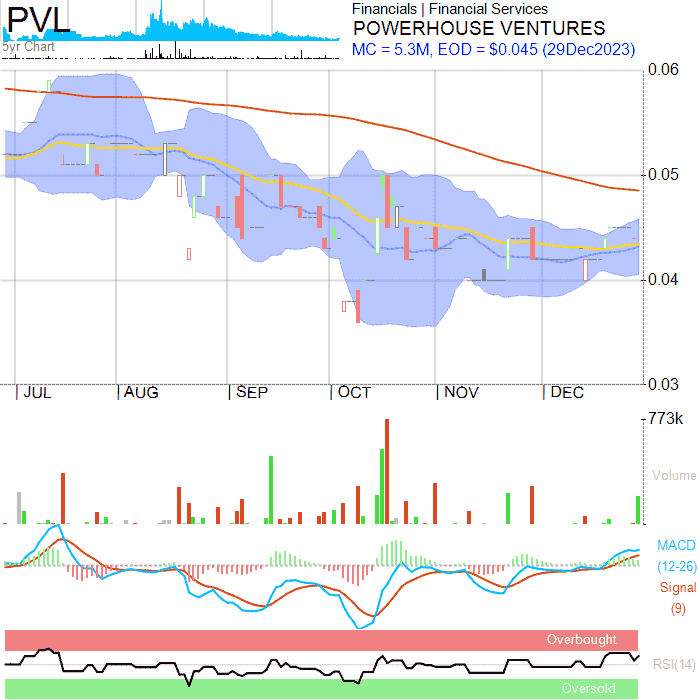 PVL
5yr Chart
Financials | Financial Services
POWERHOUSE VENTURES
MC = 5.3M, EOD = $0.045 (29Dec2023)
0.06
0.05
0.04
0.03
JUL AUG SEP OCT NOV DEC
773k
Volume
MACD
(12-26)
Signal
(9)
Overbought
RSI(14)
Oversold